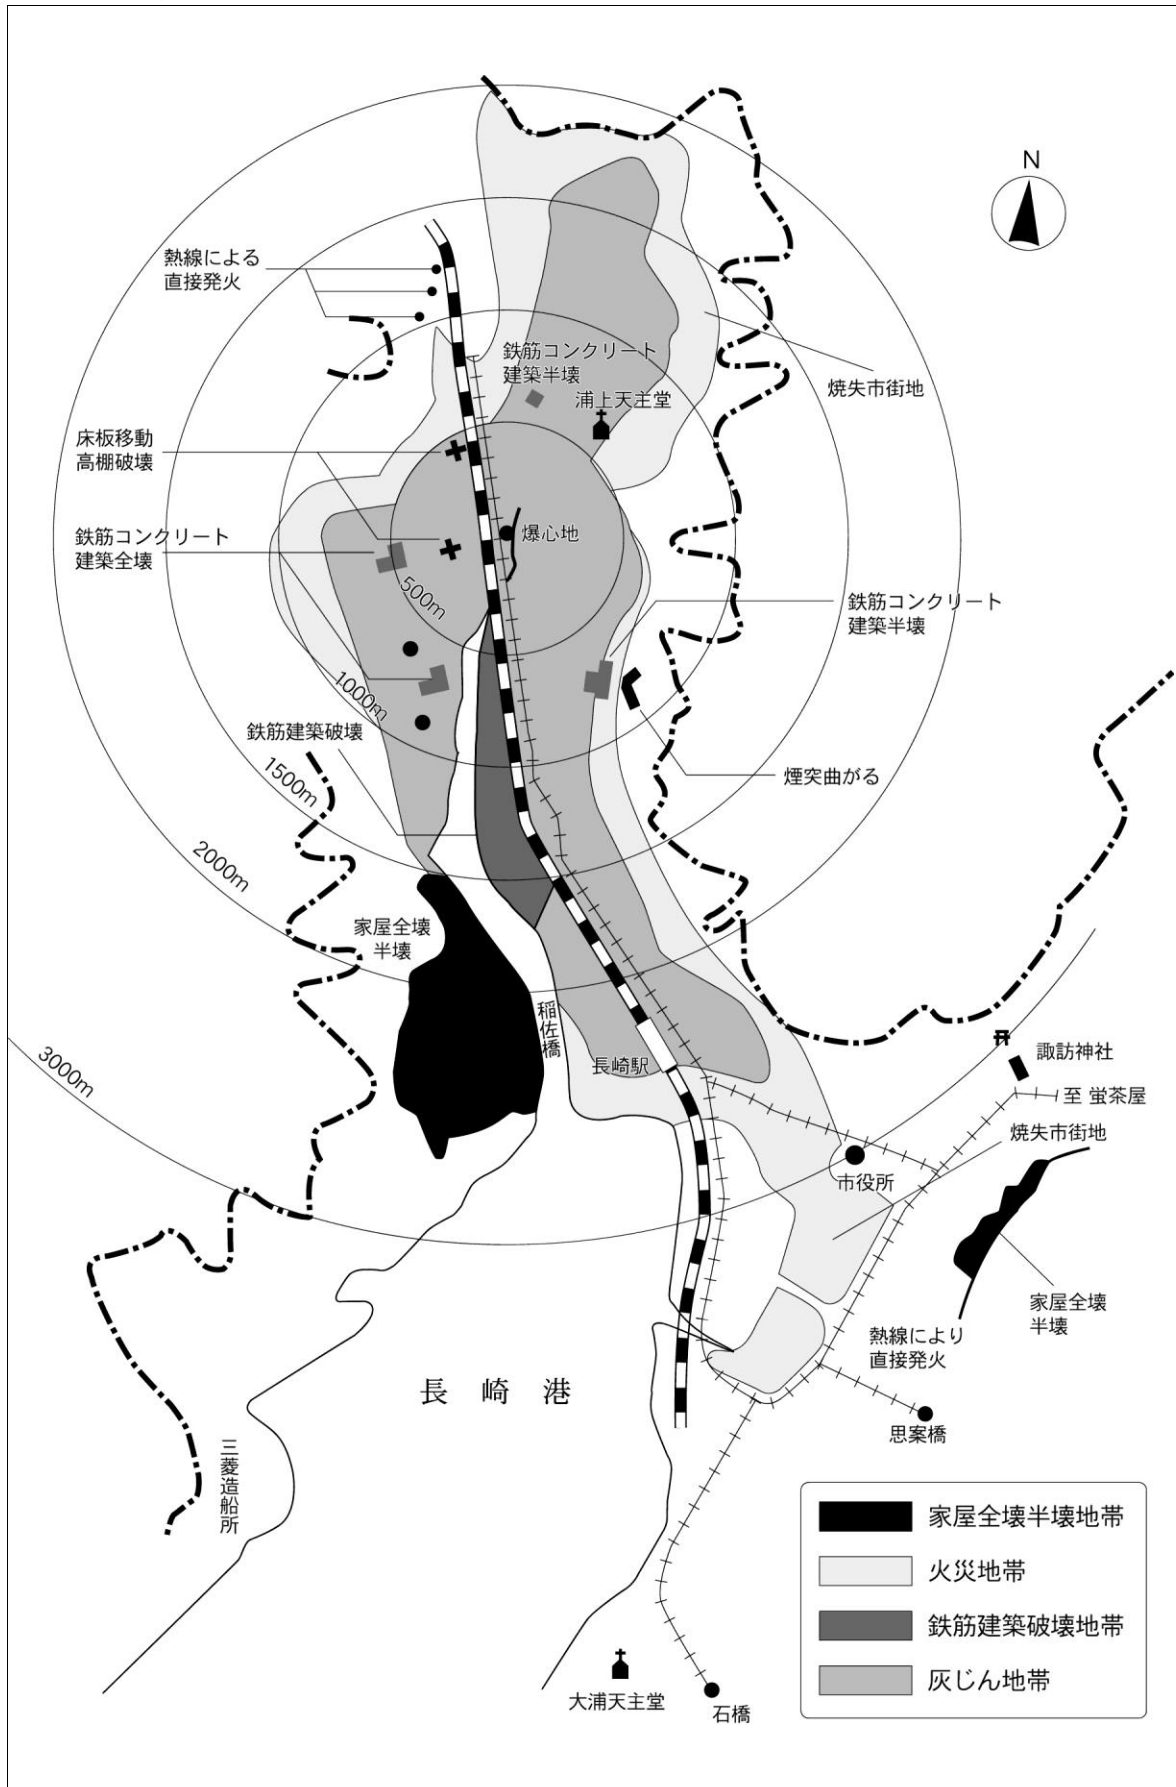 N
熱線による
直接発火
鉄筋コンクリート
建築半壊
浦上天主堂
焼失市街地
床板移動
高棚破壊
鉄筋コンクリート
建築全壊
爆心地
500m
鉄筋コンクリート
建築半壊
1000m
鉄筋建築破壊
煙突曲がる
1500m
2000m
家屋全壊
半壊
稲佐橋
長崎駅
3000m
諏訪神社
至 蛍茶屋
焼失市街地
市役所
家屋全壊
半壊
熱線により
直接発火
長崎港
思案橋
三菱造船所
大浦天主堂
石橋
家屋全壊半壊地帯
火災地帯
鉄筋建築破壊地帯
灰じん地帯